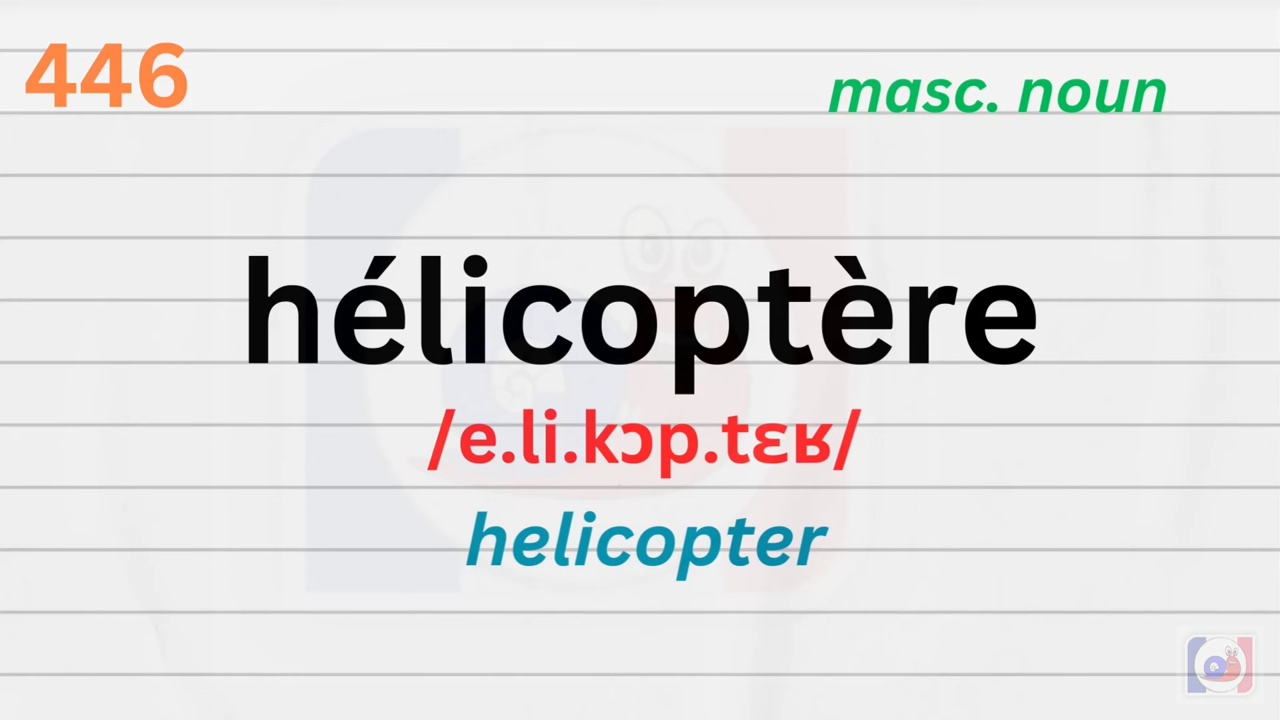 446
masc. noun
hélicoptère
/e.li.kɔp.tɛʁ/
helicopter